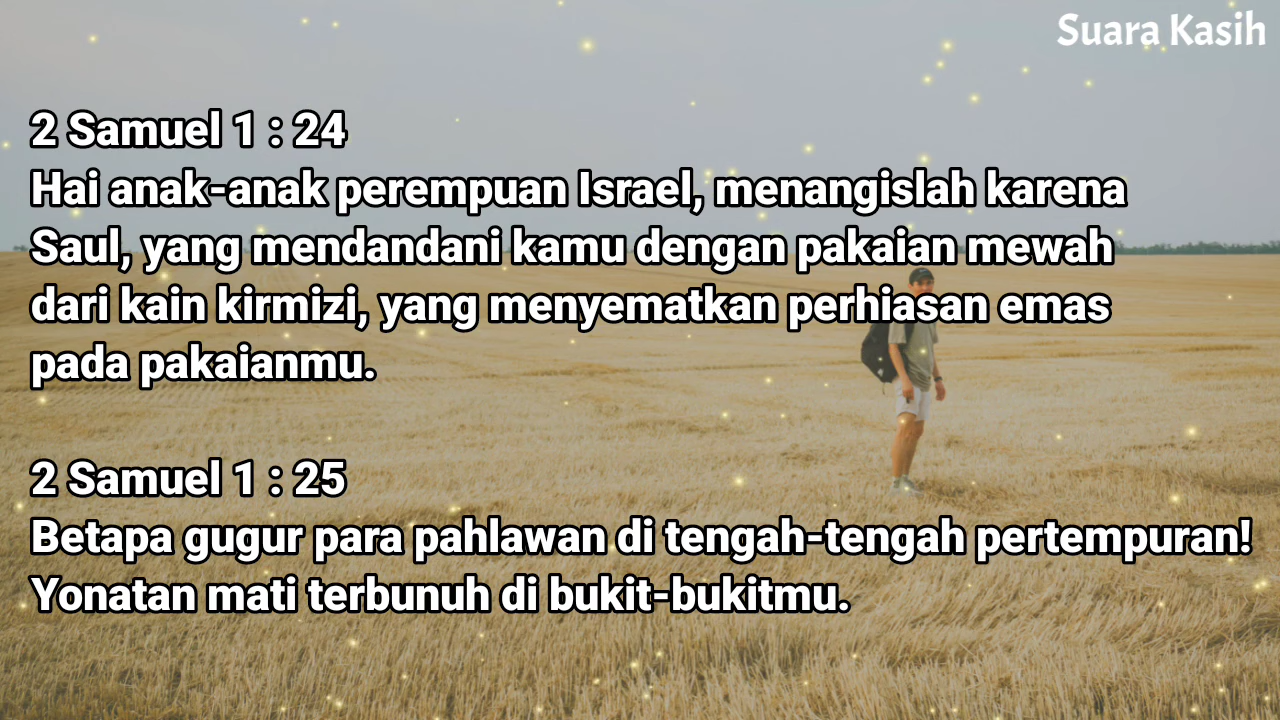 Suara Kasih
2 Samuel 1 : 24
Hai anak-anak perempuan Israel, menangislah karena
Saul, yang mendandani kamu dengan pakaian mewah
dari kain kirmizi, yang menyematkan perhiasan emas
pada pakaianmu.
2 Samuel 1 : 25
Betapa gugur para pahlawan di tengah-tengah pertempuran!
Yonatan mati terbunuh di bukit-bukitmu.